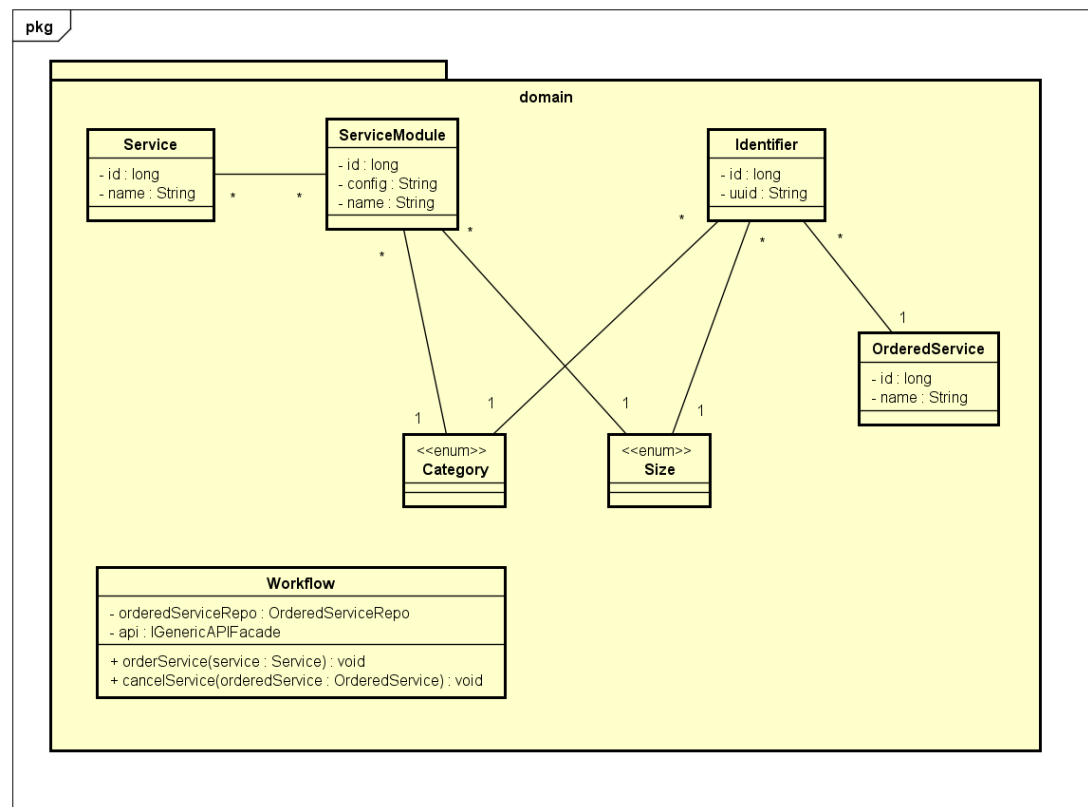 pkg
domain
Service
- id : long
- name : String
ServiceModule
- id : long
- config : String
- name : String
Identifier
- id : long
- uuid : String
*
*
*
*
*
*
*
1
OrderedService
- id : long
- name : String
1
1
1
1
<<enum>>
Category
<<enum>>
Size
Workflow
- orderedServiceRepo : OrderedServiceRepo
- api : IGenericAPIFacade
+ orderService(service : Service) : void
+ cancelService(orderedService : OrderedService) : void